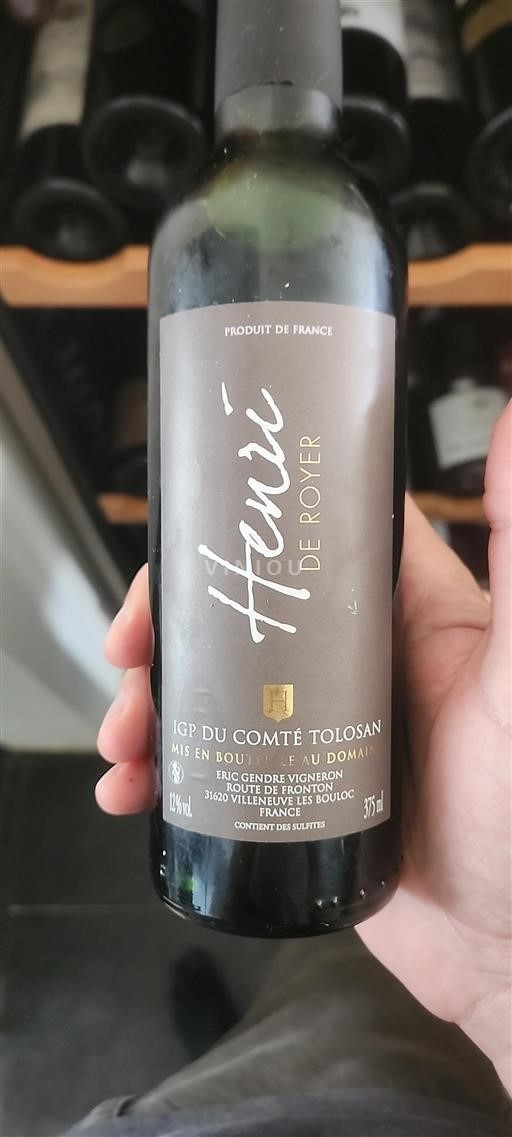 PRODUIT DE FRANCE
Henri
DE ROYER
VINIOU
H
IGP DU COMTÉ TOLOSAN
MIS EN BOUTEILLE AU DOMAINE
ERIC GENDRE VIGNERON
ROUTE DE FRONTON
31620 VILLENEUVE LES BOULOC
FRANCE
12% vol.
375 ml
CONTIENT DES SULFITES